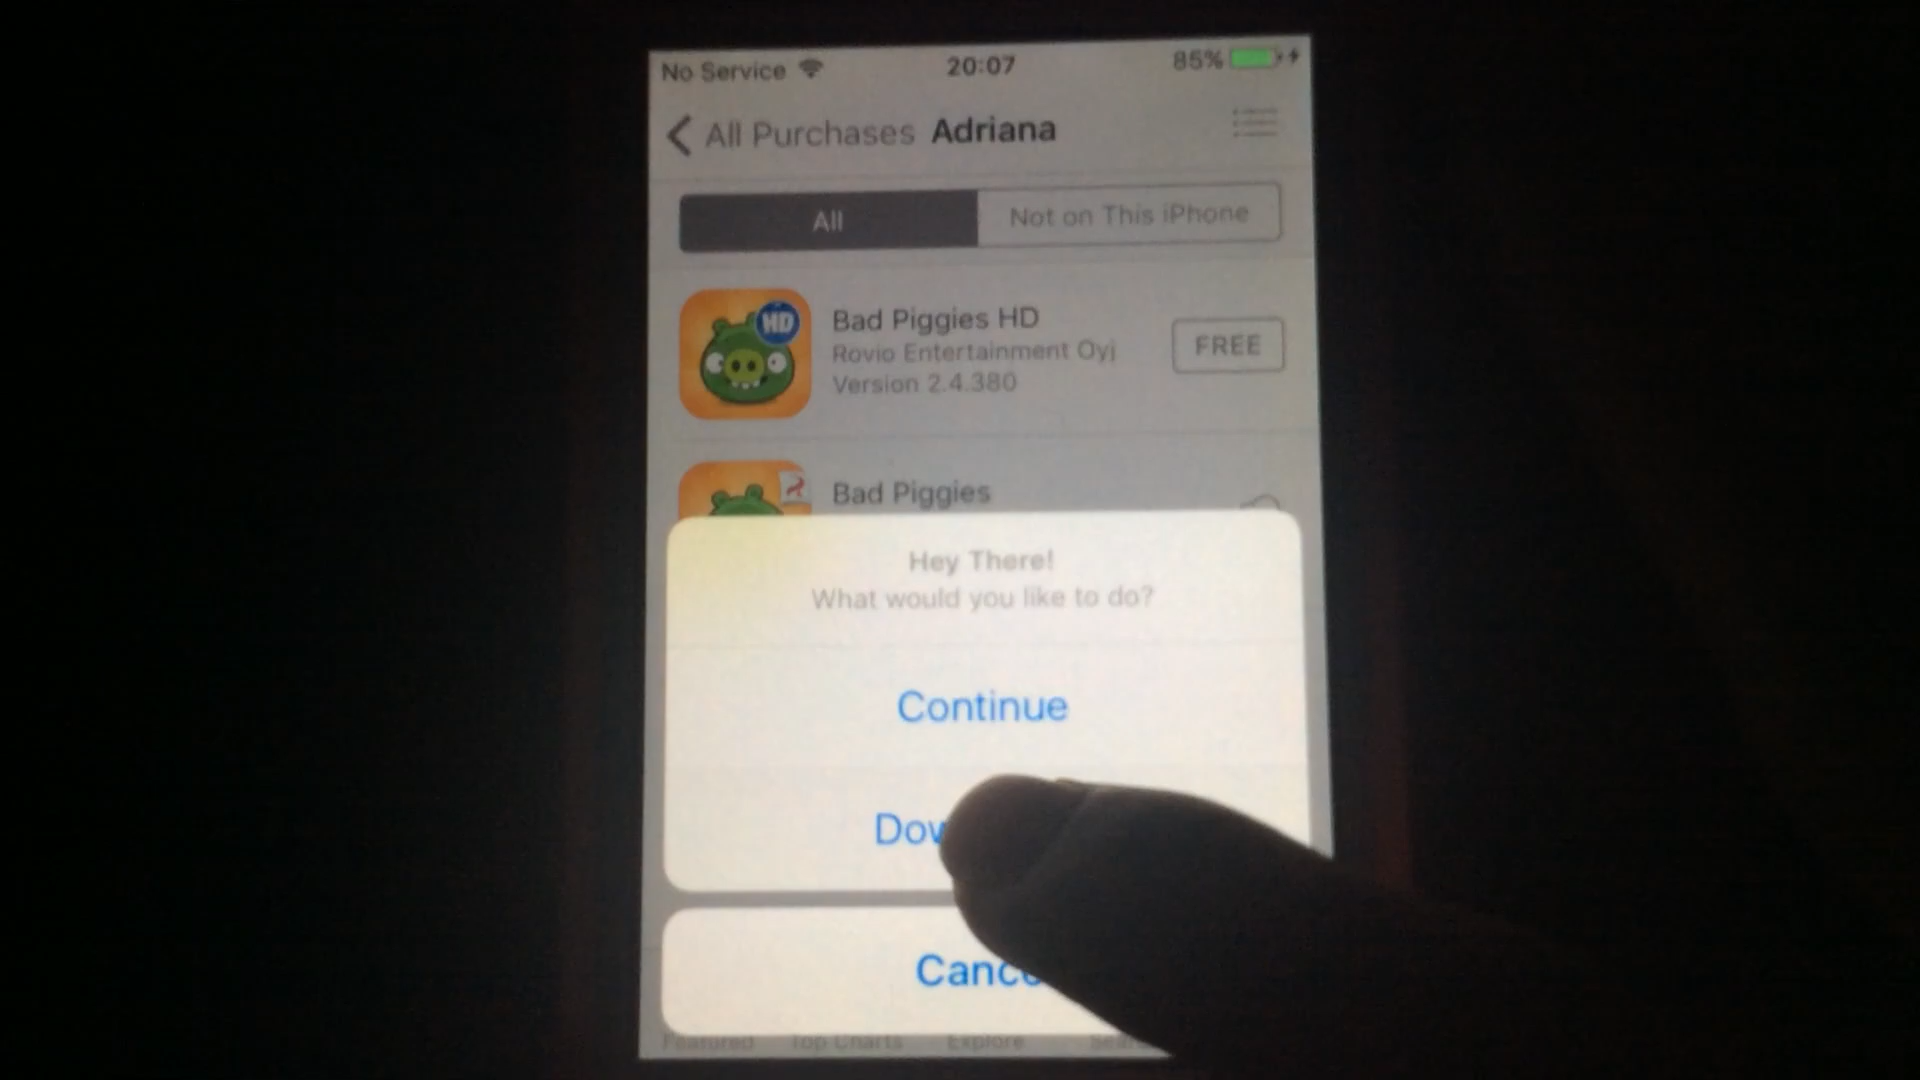 No Service 20:07 85%
All Purchases Adriana
All Not on This iPhone
HD
Bad Piggies HD
Rovio Entertainment Oyj
Version 2.4.380
FREE
Bad Piggies
Hey There!
What would you like to do?
Continue
Featured Top Charts Explore